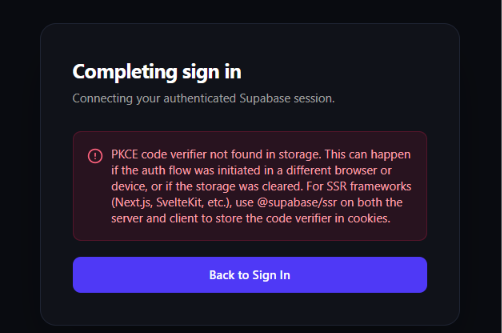 Completing sign in
Connecting your authenticated Supabase session.
PKCE code verifier not found in storage. This can happen
if the auth flow was initiated in a different browser or
device, or if the storage was cleared. For SSR frameworks
(Next.js, SvelteKit, etc.), use @supabase/ssr on both the
server and client to store the code verifier in cookies.
Back to Sign In